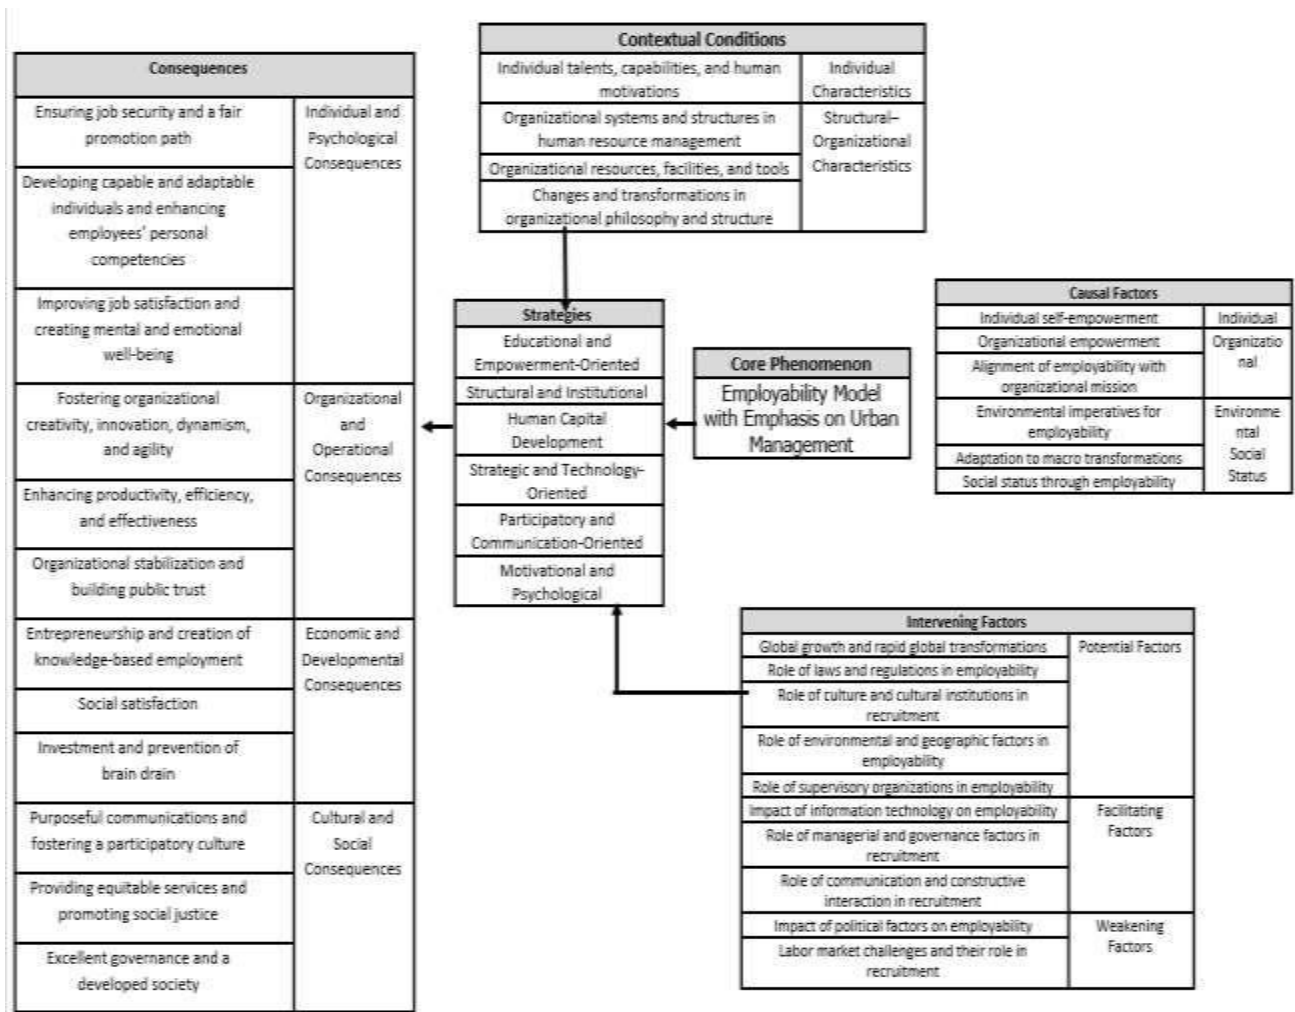 Contextual Conditions
Individual talents, capabilities, and human
motivations
Individual
Characteristics
Organizational systems and structures in
human resource management
Organizational resources, facilities, and tools
Changes and transformations in
organizational philosophy and structure
Structural–
Organizational
Characteristics
Consequences
Ensuring job security and a fair
promotion path
Developing capable and adaptable
individuals and enhancing
employees' personal
competencies
Improving job satisfaction and
creating mental and emotional
well-being
Individual and
Psychological
Consequences
Fostering organizational
creativity, innovation, dynamism,
and agility
Enhancing productivity, efficiency,
and effectiveness
Organizational stabilization and
building public trust
Organizational
and
Operational
Consequences
Entrepreneurship and creation of
knowledge-based employment
Social satisfaction
Investment and prevention of
brain drain
Economic and
Developmental
Consequences
Purposeful communications and
fostering a participatory culture
Providing equitable services and
promoting social justice
Excellent governance and a
developed society
Cultural and
Social
Consequences
Strategies
Educational and
Empowerment-Oriented
Structural and Institutional
Human Capital
Development
Strategic and Technology-
Oriented
Participatory and
Communication-Oriented
Motivational and
Psychological
Core Phenomenon
Employability Model
with Emphasis on Urban
Management
Causal Factors
Individual self-empowerment
Individual
Organizational empowerment
Alignment of employability with
organizational mission
Organizatio
nal
Environmental imperatives for
employability
Adaptation to macro transformations
Social status through employability
Environme
ntal
Social
Status
Intervening Factors
Global growth and rapid global transformations
Role of laws and regulations in employability
Role of culture and cultural institutions in
recruitment
Role of environmental and geographic factors in
employability
Role of supervisory organizations in employability
Potential Factors
Impact of information technology on employability
Role of managerial and governance factors in
recruitment
Role of communication and constructive
interaction in recruitment
Facilitating
Factors
Impact of political factors on employability
Labor market challenges and their role in
recruitment
Weakening
Factors